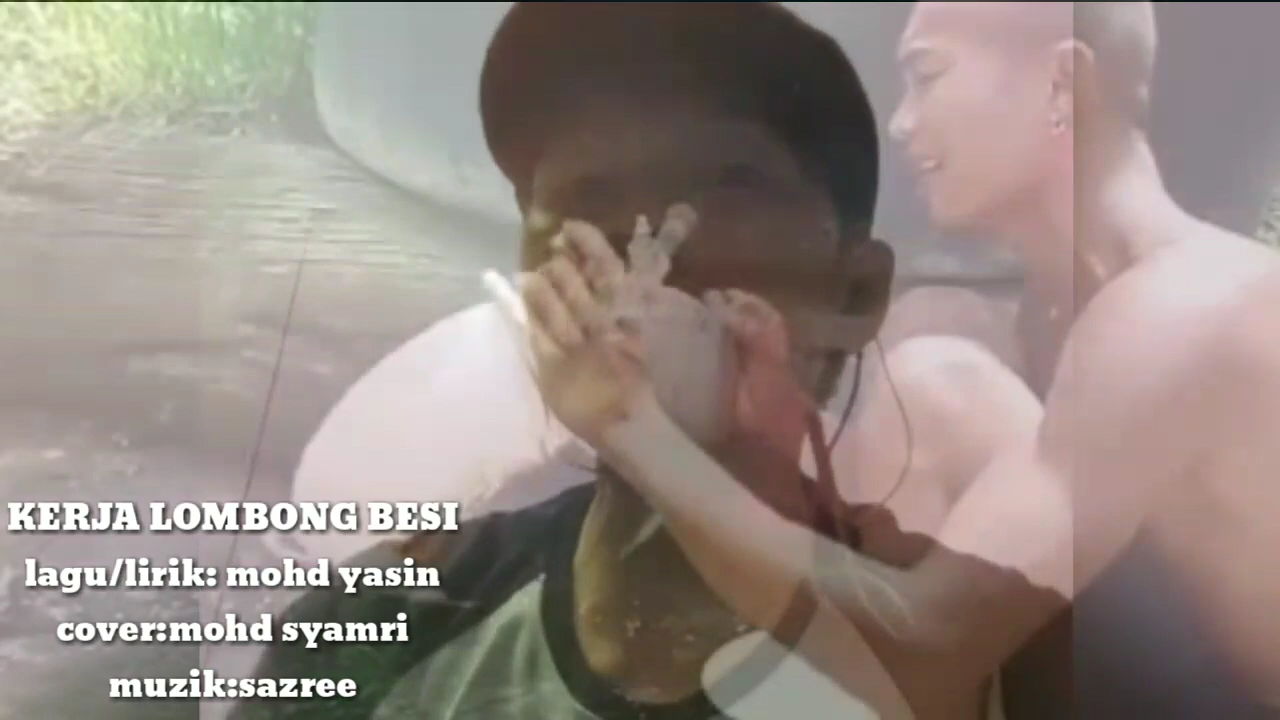 KERJA LOMBONG BESI
lagu/lirik: mohd yasin
cover:mohd syamri
muzik:sazree